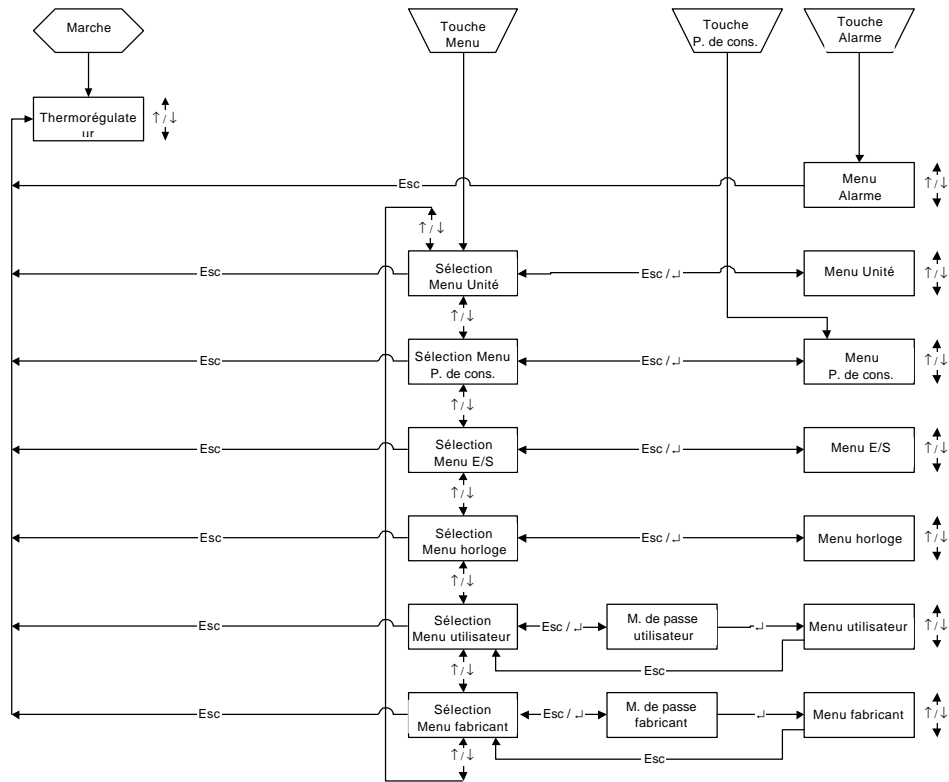 Marche
Touche
Menu
Touche
P. de cons.
Touche
Alarme
Thermorégulate
ur
↑/↓
Esc
Menu
Alarme
↑/↓
↑/↓
Esc
Sélection
Menu Unité
Esc / ↵
Menu Unité
↑/↓
↑/↓
Esc
Sélection Menu
P. de cons.
Esc / ↵
Menu
P. de cons.
↑/↓
↑/↓
Esc
Sélection
Menu E/S
Esc / ↵
Menu E/S
↑/↓
↑/↓
Esc
Sélection
Menu horloge
Esc / ↵
Menu horloge
↑/↓
↑/↓
Esc
Sélection
Menu utilisateur
Esc / ↵
M. de passe
utilisateur
↵
Menu utilisateur
↑/↓
Esc
↑/↓
Esc
Sélection
Menu fabricant
Esc / ↵
M. de passe
fabricant
↵
Menu fabricant
↑/↓
Esc
↑/↓